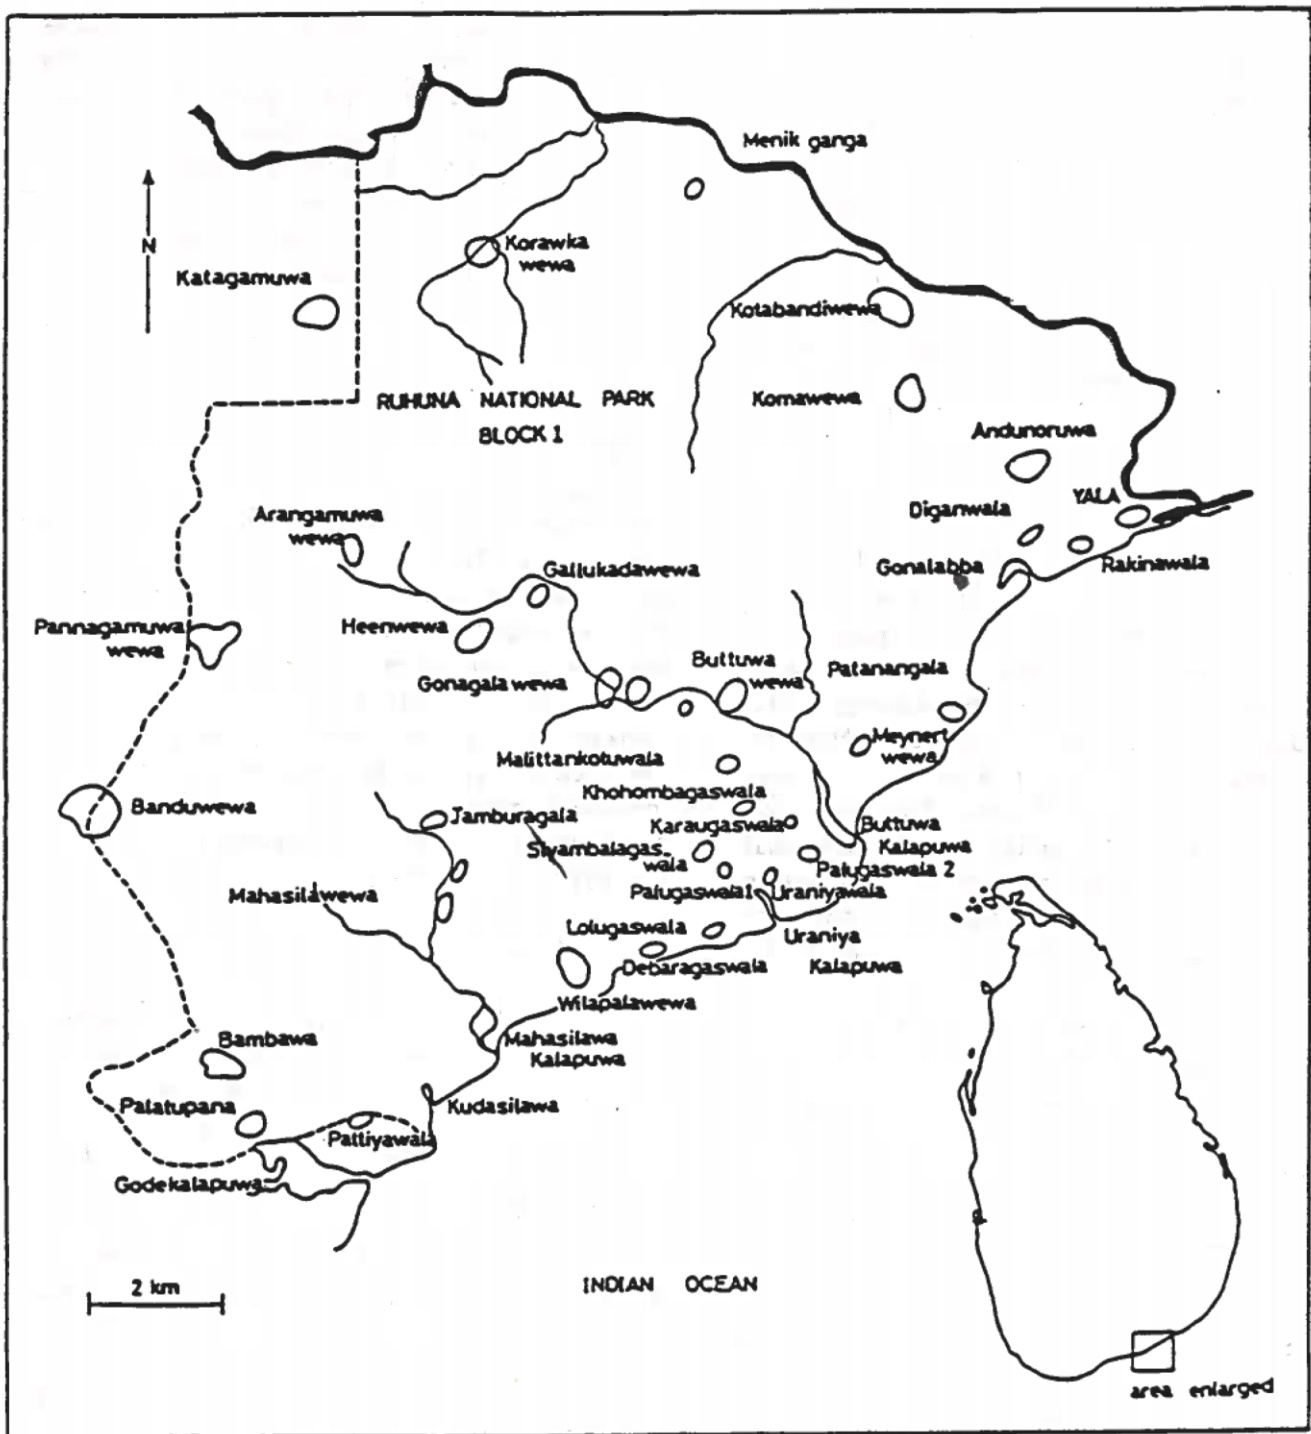 Menik ganga
N
Korawka
wewa
Katagamuwa
Kotabandiwewa
RUHUNA NATIONAL PARK
BLOCK 1
Komawewa
Andunoruwa
YALA
Diganwala
Arangamuwa
wewa
Gonalabba
Rakinawala
Gallukadawewa
Pannagamuwa
wewa
Heenwewa
Buttuwa
wewa
Patanangala
Gonagala wewa
Meynert
wewa
Malittankotuwala
Khohombagaswala
Banduwewa
Jamburagala
Karaugaswala
Buttuwa
Kalapuwa
Siyambalagas-
wala
Palugaswala 2
Mahasilawewa
Palugaswala1
Uraniyawala
Lolugaswala
Uraniya
Kalapuwa
Debaragaswala
Wilapalawewa
Bambawa
Mahasilawa
Kalapuwa
Palatupana
Kudasilawa
Pattiyawala
Godekalapuwa
2 km
INDIAN OCEAN
area enlarged